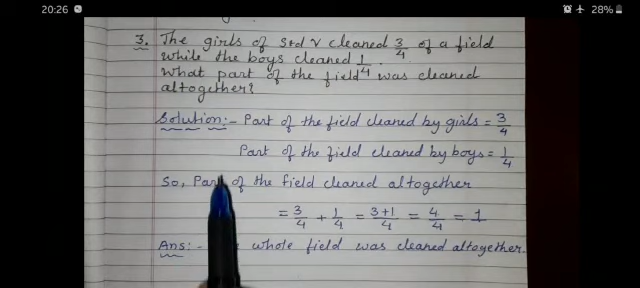 20:26 28%
3. The girls of Std V cleaned 3/4 of a field
while the boys cleaned 1/4.
What part of the field was cleaned
altogether?
Solution:- Part of the field cleaned by girls = 3/4
Part of the field cleaned by boys = 1/4
So, Part of the field cleaned altogether
= 3/4 + 1/4 = 3+1/4 = 4/4 = 1
Ans:- whole field was cleaned altogether.